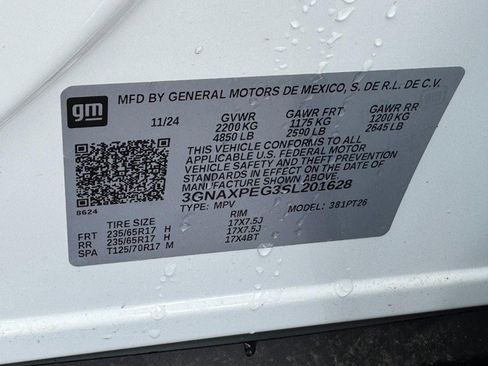 gm
MFD BY GENERAL MOTORS DE MEXICO, S. DE R.L. DE C.V.
11/24 GVWR GAWR FRT GAWR RR
2200 KG 1175 KG 1200 KG
4850 LB 2590 LB 2645 LB
THIS VEHICLE CONFORMS TO ALL
APPLICABLE U.S. FEDERAL MOTOR
VEHICLE SAFETY AND THEFT PREVENTION
STANDARDS IN EFFECT ON THE DATE OF
MANUFACTURE SHOWN ABOVE.
3GNAXPEG3SL201628
8624
TYPE: MPV MODEL: 381PT26
TIRE SIZE RIM
FRT 235/65R17 H 17X7.5J
RR 235/65R17 H 17X7.5J
SPA T125/70R17 M 17X4BT